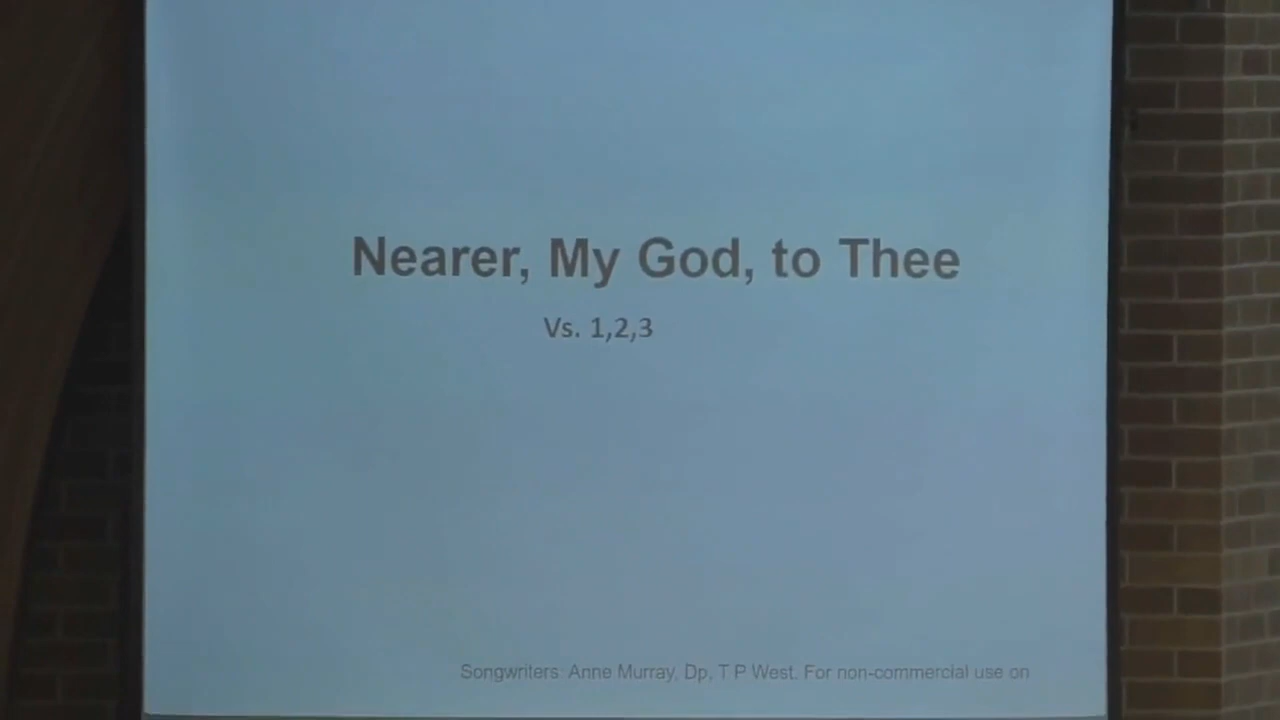 Nearer, My God, to Thee
Vs. 1,2,3
Songwriters: Anne Murray, Dp, T P West. For non-commercial use on